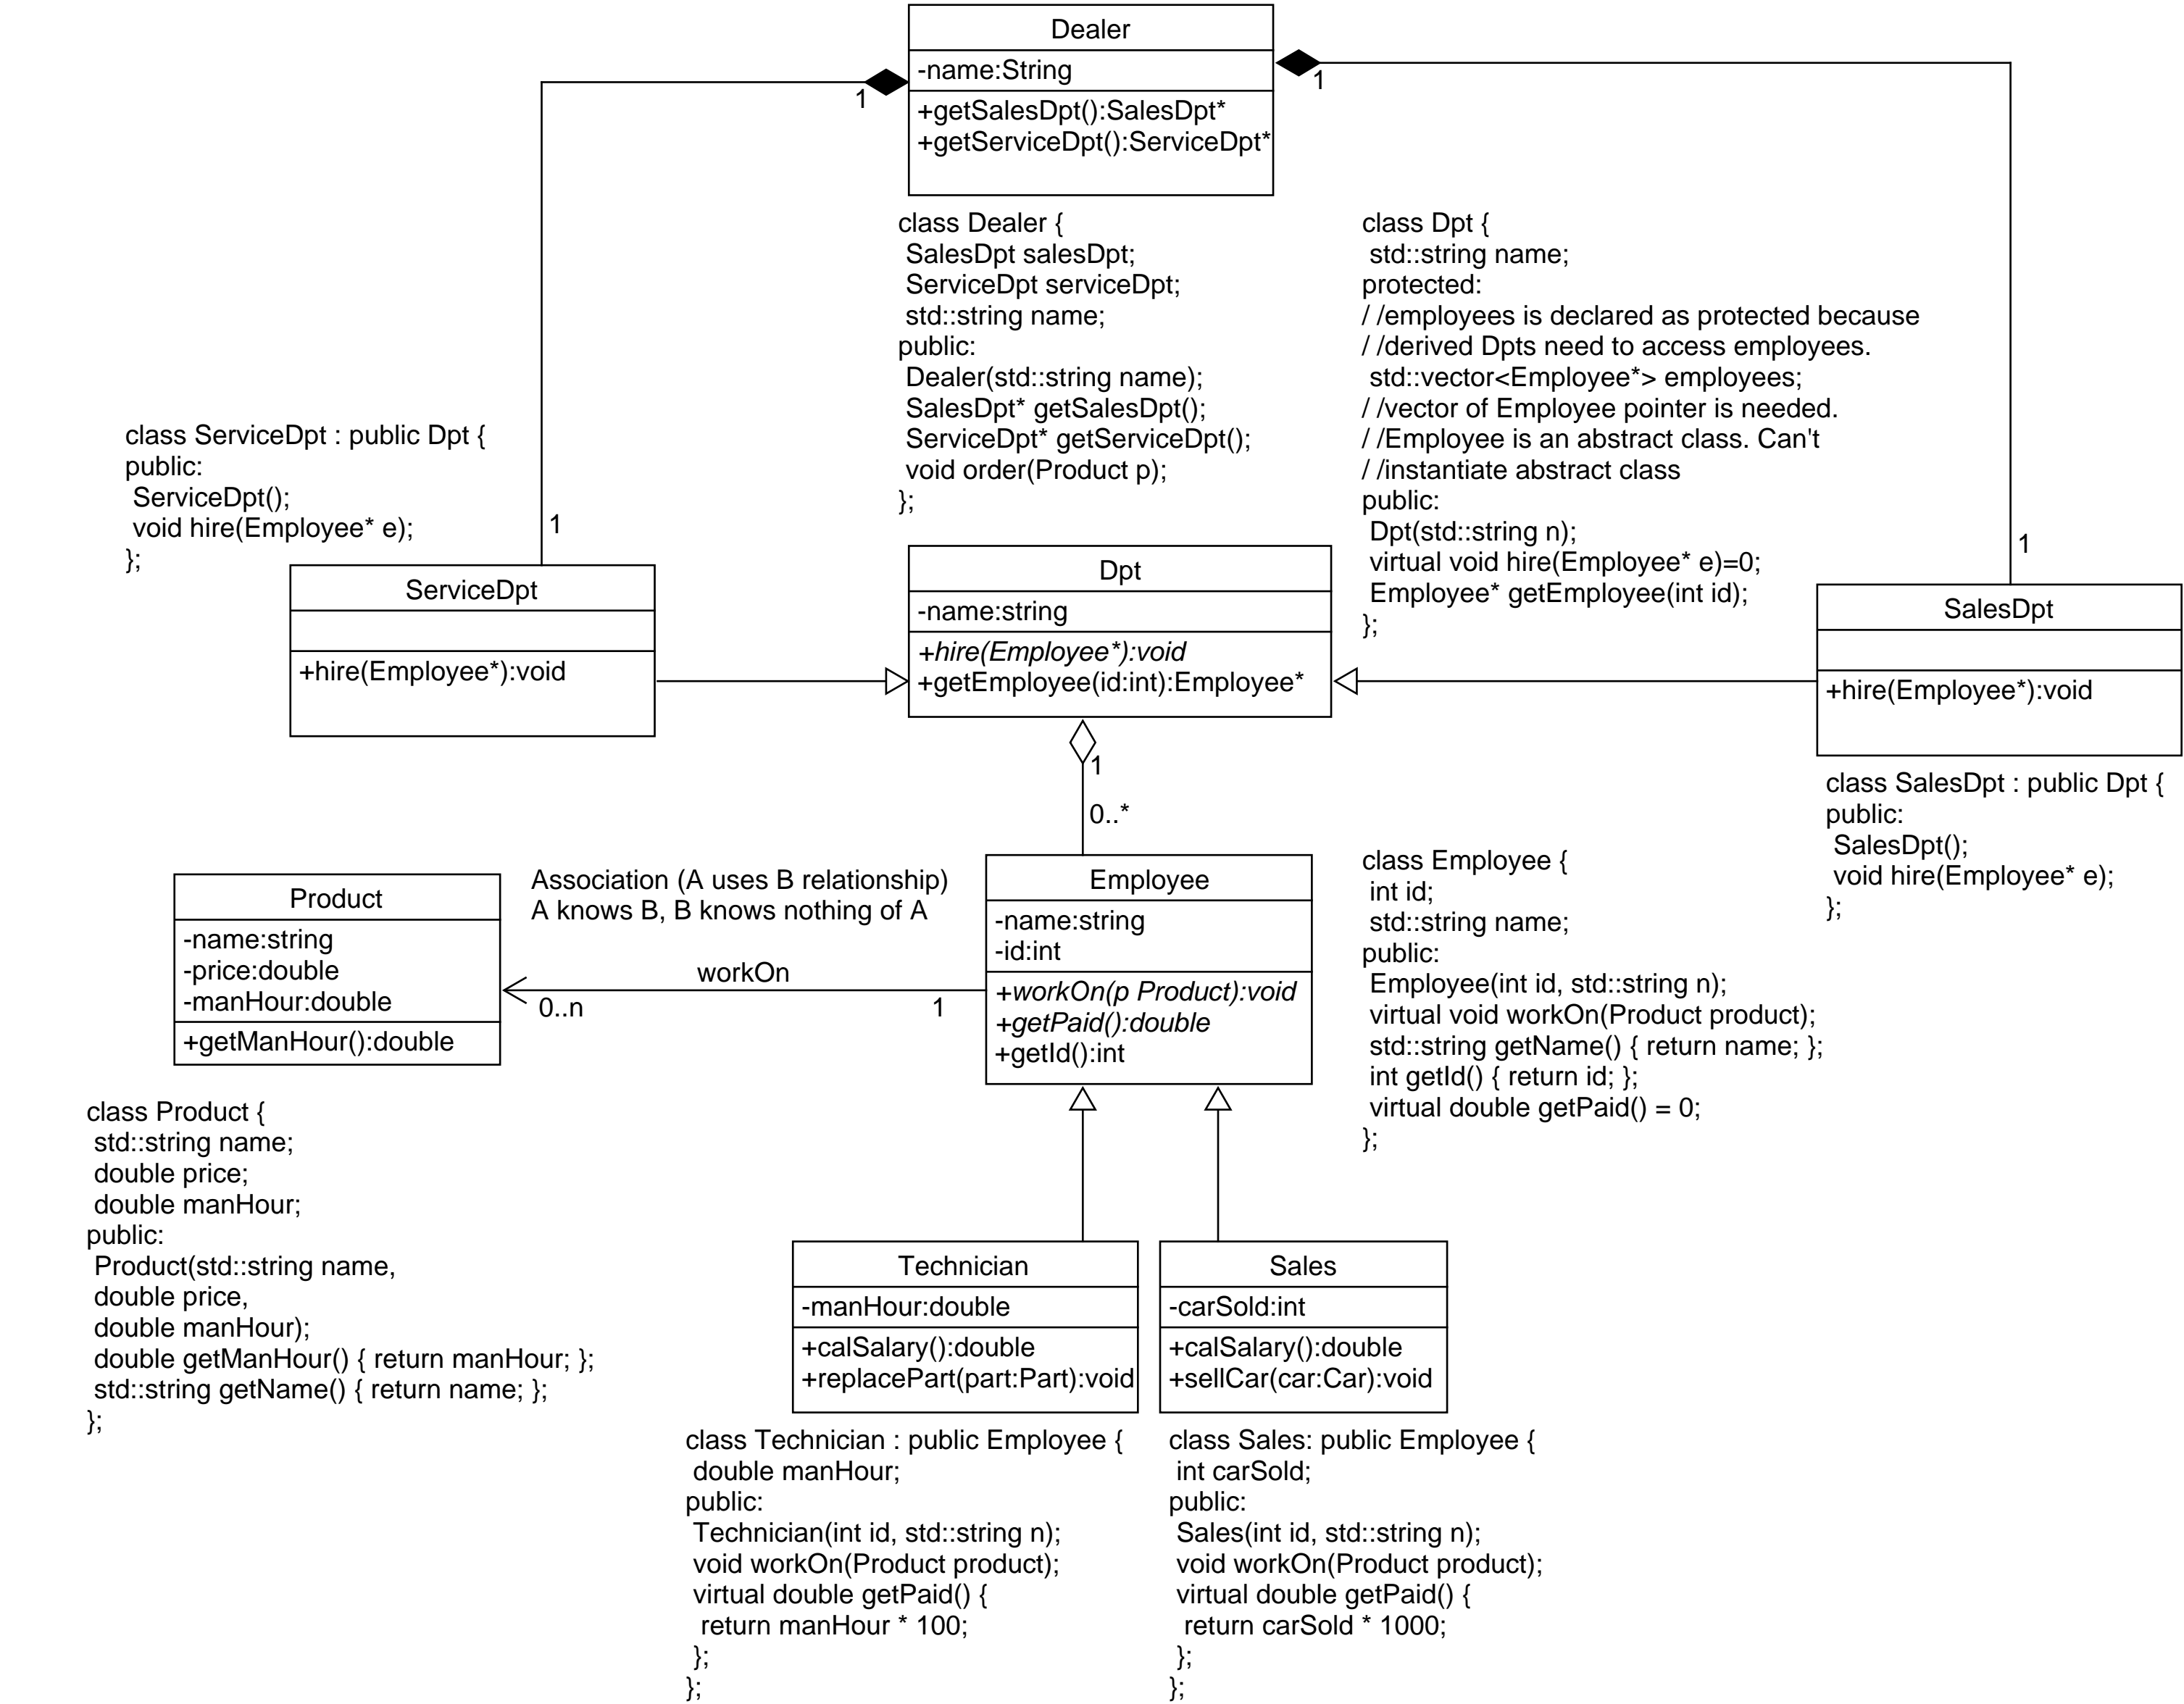 Dealer
-name:String
+getSalesDpt():SalesDpt*
+getServiceDpt():ServiceDpt*
1
1
class Dealer {
SalesDpt salesDpt;
ServiceDpt serviceDpt;
std::string name;
public:
Dealer(std::string name);
SalesDpt* getSalesDpt();
ServiceDpt* getServiceDpt();
void order(Product p);
};
class Dpt {
std::string name;
protected:
/ /employees is declared as protected because
/ /derived Dpts need to access employees.
std::vector<Employee*> employees;
/ /vector of Employee pointer is needed.
/ /Employee is an abstract class. Can't
/ /instantiate abstract class
public:
Dpt(std::string n);
virtual void hire(Employee* e)=0;
Employee* getEmployee(int id);
};
class ServiceDpt : public Dpt {
public:
ServiceDpt();
void hire(Employee* e);
};
1
1
ServiceDpt
+hire(Employee*):void
Dpt
-name:string
+hire(Employee*):void
+getEmployee(id:int):Employee*
SalesDpt
+hire(Employee*):void
1
0..*
class SalesDpt : public Dpt {
public:
SalesDpt();
void hire(Employee* e);
};
Product
-name:string
-price:double
-manHour:double
+getManHour():double
Association (A uses B relationship)
A knows B, B knows nothing of A
workOn
0..n
1
Employee
-name:string
-id:int
+workOn(p Product):void
+getPaid():double
+getId():int
class Employee {
int id;
std::string name;
public:
Employee(int id, std::string n);
virtual void workOn(Product product);
std::string getName() { return name; };
int getId() { return id; };
virtual double getPaid() = 0;
};
class Product {
std::string name;
double price;
double manHour;
public:
Product(std::string name,
double price,
double manHour);
double getManHour() { return manHour; };
std::string getName() { return name; };
};
Technician
-manHour:double
+calSalary():double
+replacePart(part:Part):void
Sales
-carSold:int
+calSalary():double
+sellCar(car:Car):void
class Technician : public Employee {
double manHour;
public:
Technician(int id, std::string n);
void workOn(Product product);
virtual double getPaid() {
return manHour * 100;
};
};
class Sales: public Employee {
int carSold;
public:
Sales(int id, std::string n);
void workOn(Product product);
virtual double getPaid() {
return carSold * 1000;
};
};